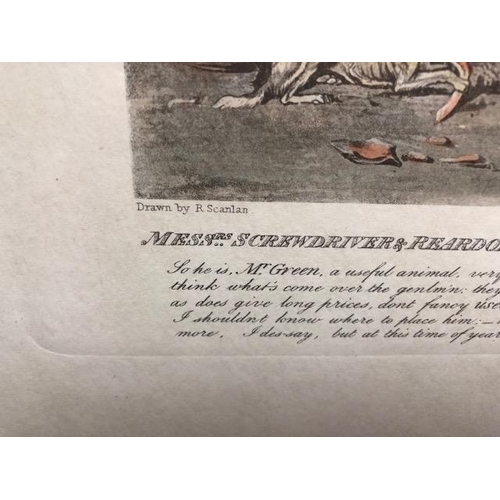 Drawn by R Scanlan
MESSRS SCREWDRIVER & REARDO
So he is, Mr Green, a useful animal, very
think what's come over the genlm'n; they
as does give long prices, dont fancy use
I shouldn't know where to place him; —
more, I des-say, but at this time of year